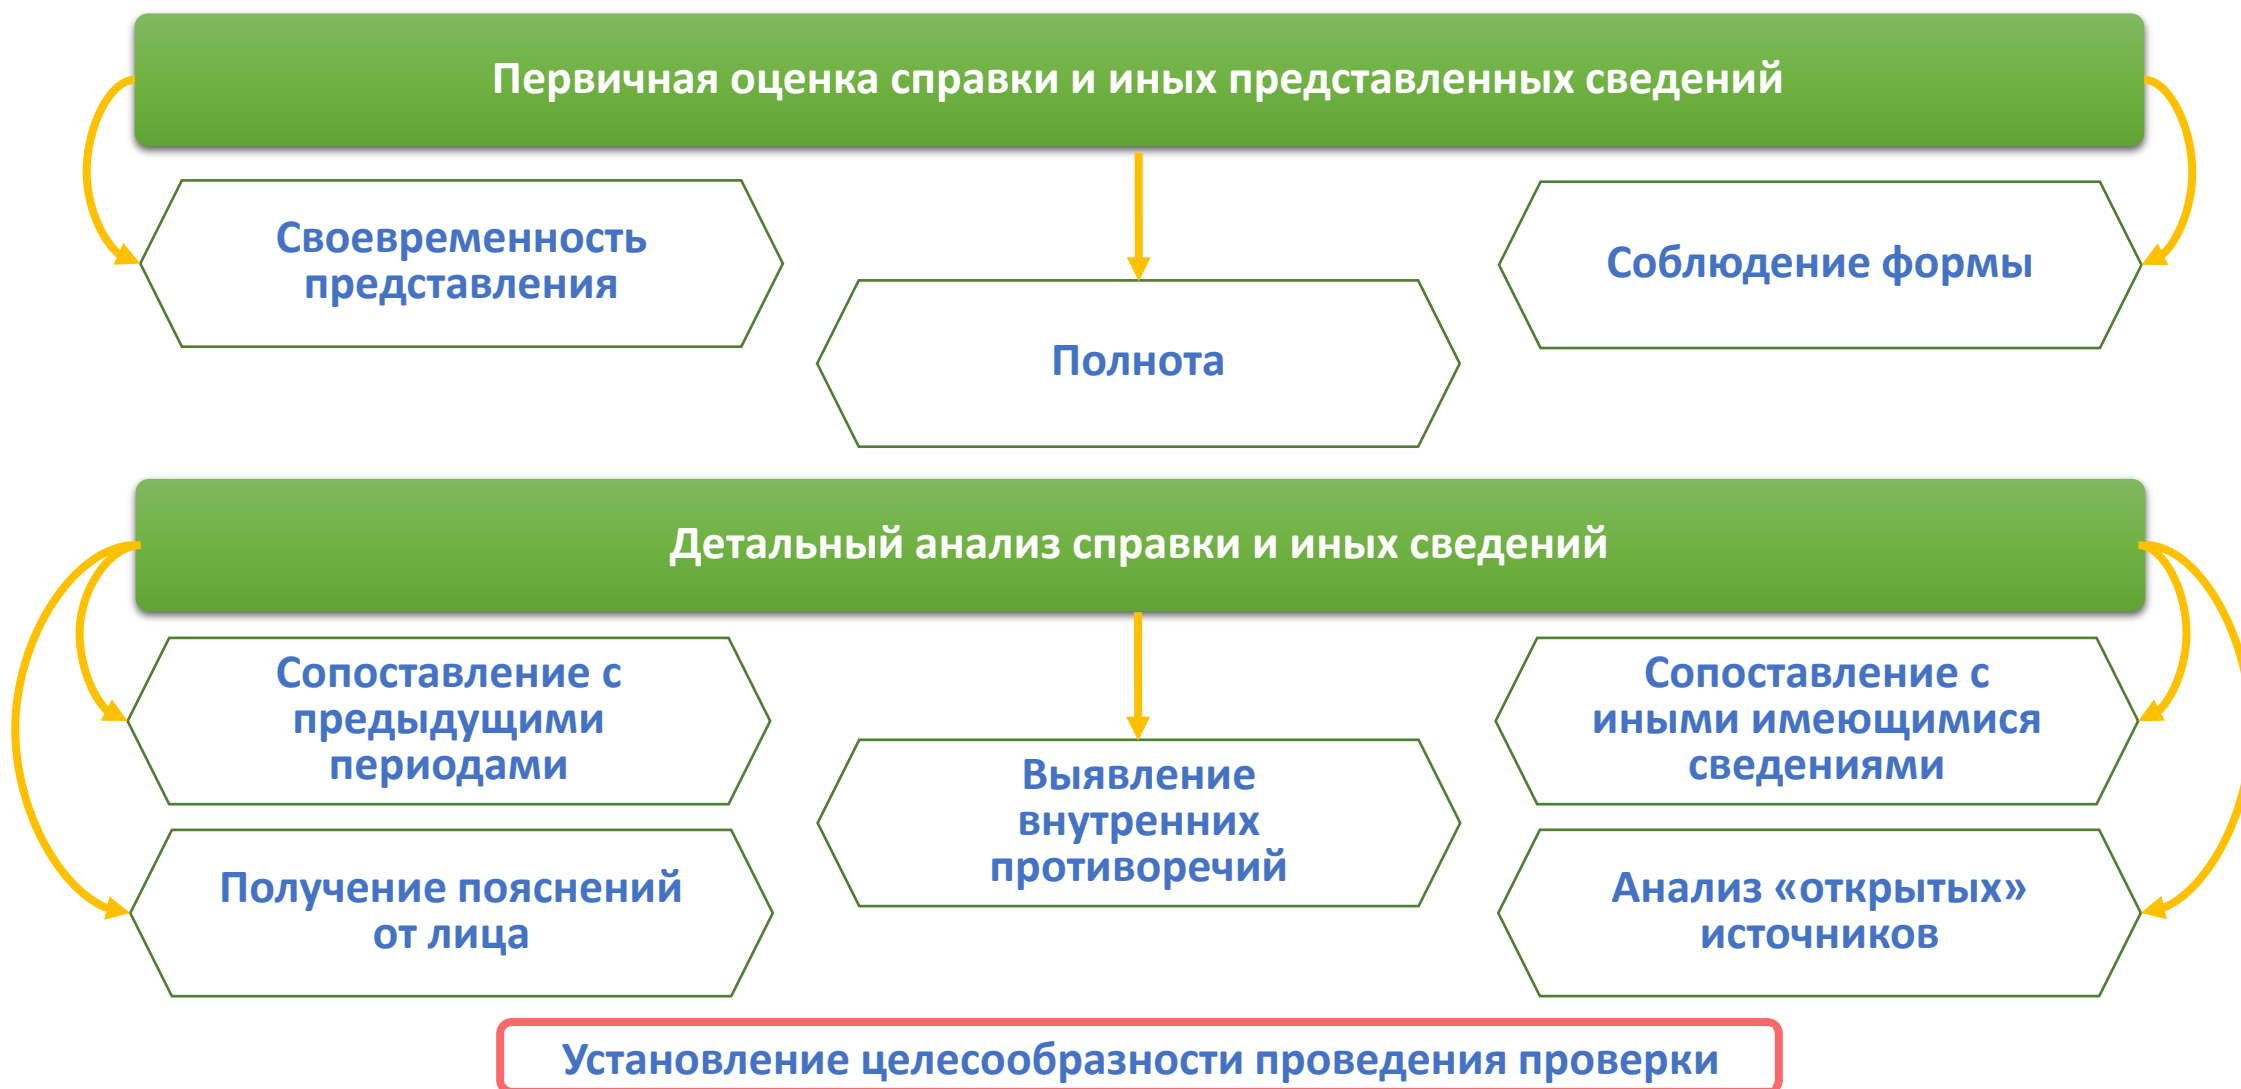 Первичная оценка справки и иных представленных сведений
Своевременность
представления
Полнота
Соблюдение формы
Детальный анализ справки и иных сведений
Сопоставление с
предыдущими
периодами
Выявление
внутренних
противоречий
Сопоставление с
иными имеющимися
сведениями
Получение пояснений
от лица
Анализ «открытых»
источников
Установление целесообразности проведения проверки